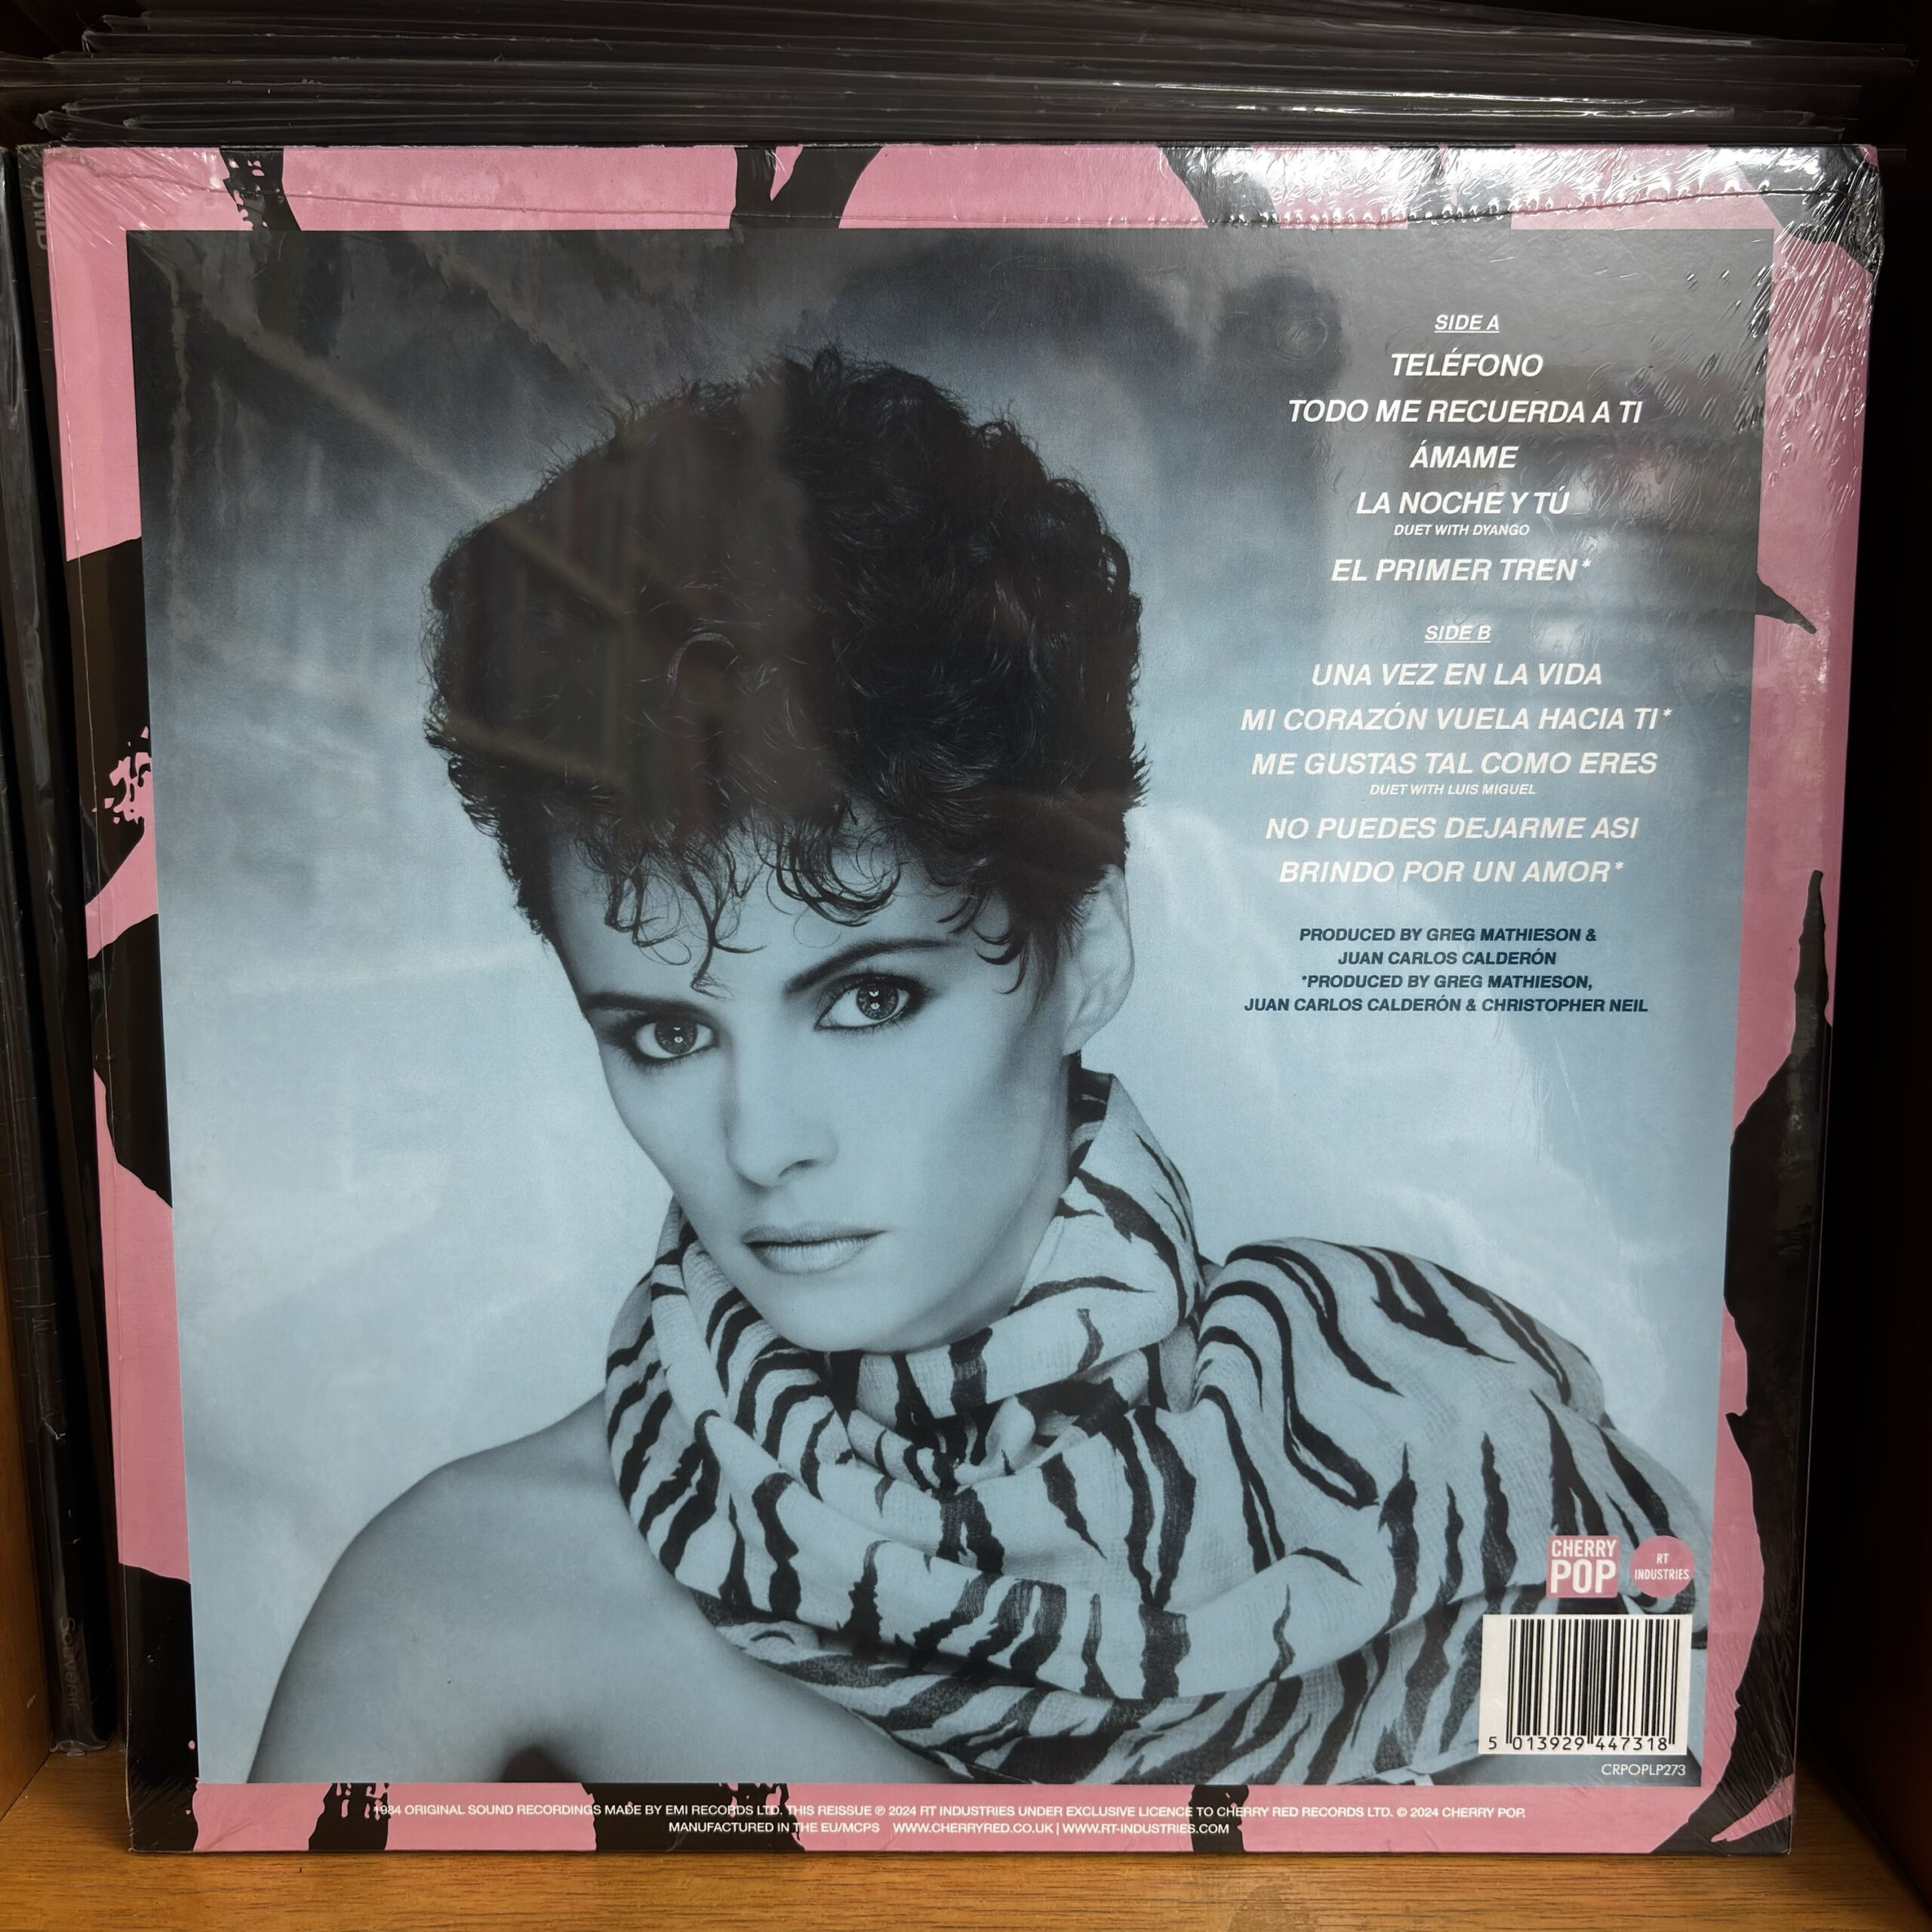 SIDE A
TELÉFONO
TODO ME RECUERDA A TI
ÁMAME
LA NOCHE Y TÚ
DUET WITH DYANGO
EL PRIMER TREN*
SIDE B
UNA VEZ EN LA VIDA
MI CORAZÓN VUELA HACIA TI*
ME GUSTAS TAL COMO ERES
DUET WITH LUIS MIGUEL
NO PUEDES DEJARME ASI
BRINDO POR UN AMOR*
PRODUCED BY GREG MATHIESON &
JUAN CARLOS CALDERÓN
*PRODUCED BY GREG MATHIESON,
JUAN CARLOS CALDERÓN & CHRISTOPHER NEIL
CHERRY
POP
RT
INDUSTRIES
5 013929 447318
CRPOPLP273
1984 ORIGINAL SOUND RECORDINGS MADE BY EMI RECORDS LTD. THIS REISSUE ℗ 2024 RT INDUSTRIES UNDER EXCLUSIVE LICENCE TO CHERRY RED RECORDS LTD. © 2024 CHERRY POP.
MANUFACTURED IN THE EU/MCPS WWW.CHERRYRED.CO.UK | WWW.RT-INDUSTRIES.COM